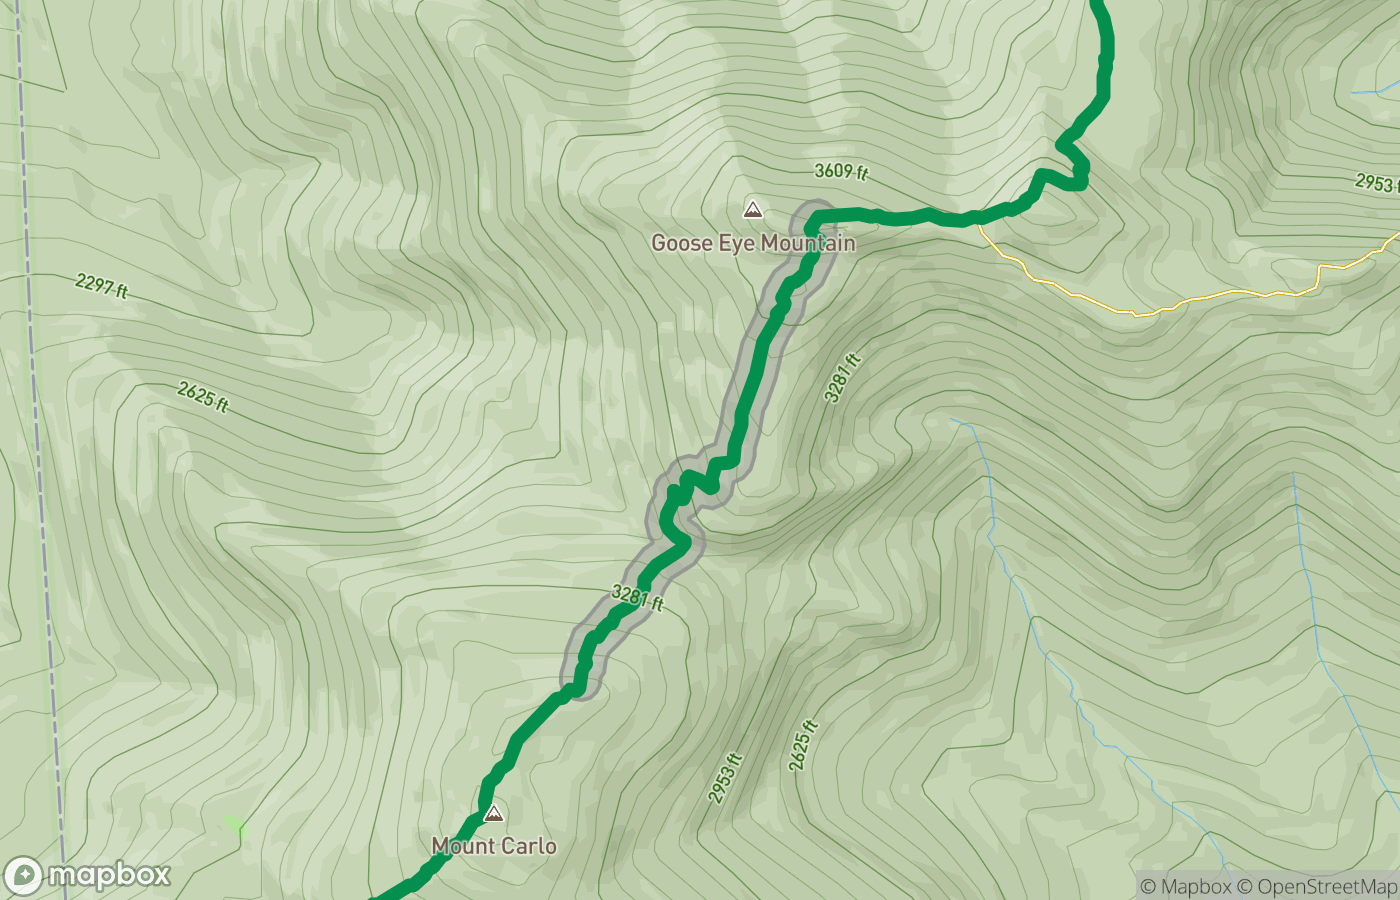 3609 ft
2953 ft
Goose Eye Mountain
2297 ft
3281 ft
2625 ft
3281 ft
2625 ft
2953 ft
Mount Carlo
mapbox
© Mapbox © OpenStreetMap